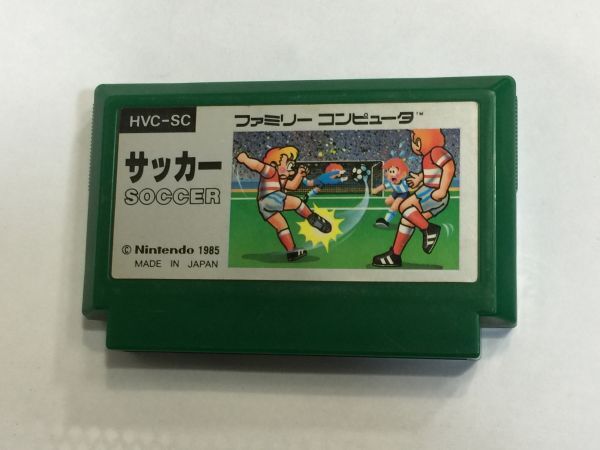 HVC-SC
ファミリー コンピュータ™
サッカー
SOCCER
© Nintendo 1985
MADE IN JAPAN